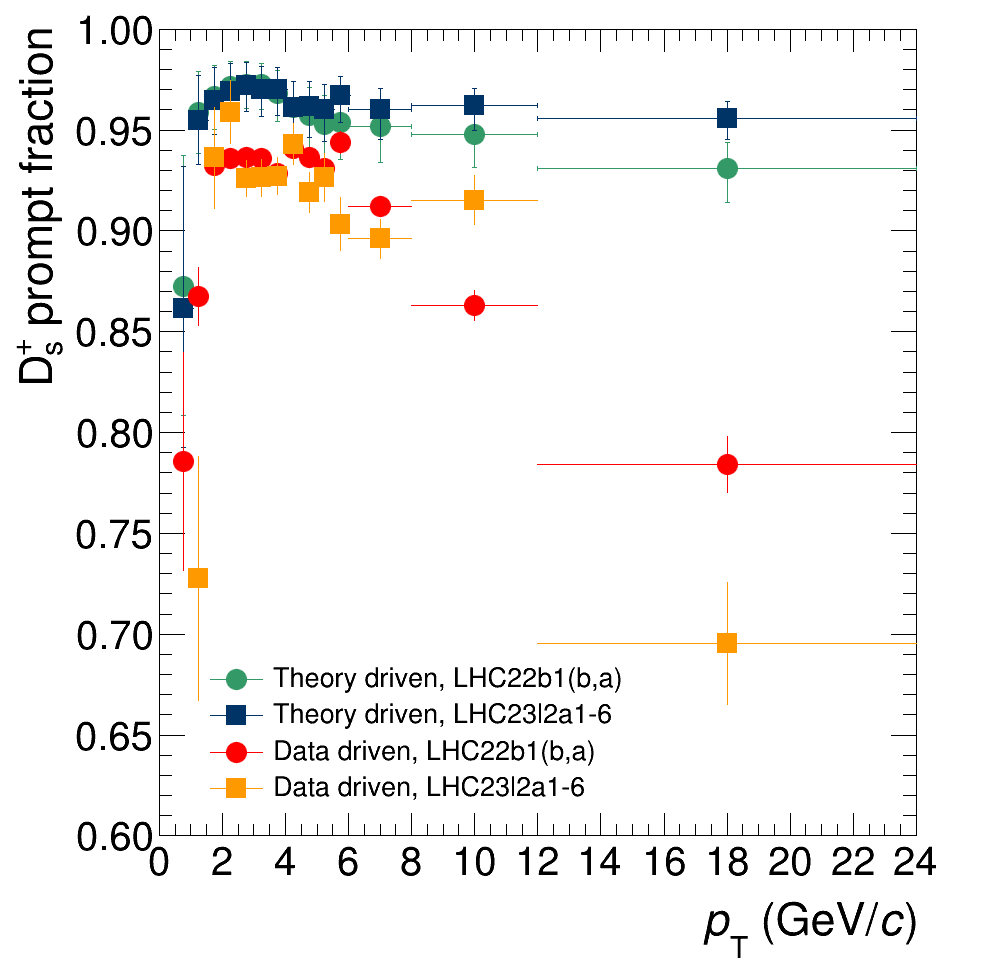 D_s^+ prompt fraction
1.00
0.95
0.90
0.85
0.80
0.75
0.70
0.65
0.60
Theory driven, LHC22b1(b,a)
Theory driven, LHC23l2a1-6
Data driven, LHC22b1(b,a)
Data driven, LHC23l2a1-6
0 2 4 6 8 10 12 14 16 18 20 22 24
p_T (GeV/c)